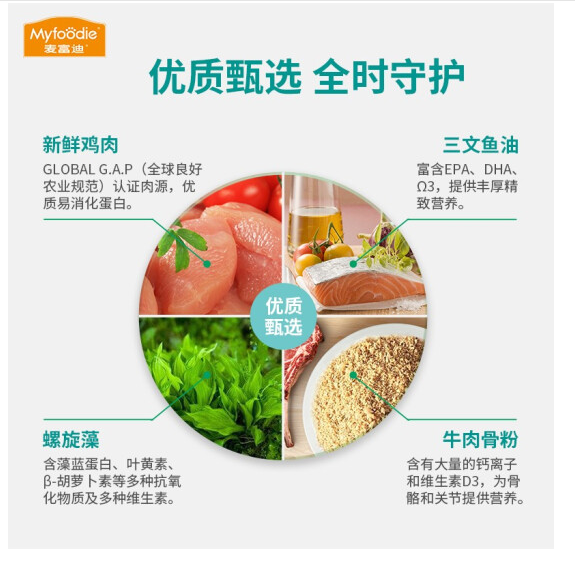 Myfoodie
麦富迪
优质甄选 全时守护
新鲜鸡肉
GLOBAL G.A.P（全球良好
农业规范）认证肉源，优
质易消化蛋白。
三文鱼油
富含EPA、DHA、
Ω3，提供丰厚精
致营养。
优质
甄选
螺旋藻
含藻蓝蛋白、叶黄素、
β-胡萝卜素等多种抗氧
化物质及多种维生素。
牛肉骨粉
含有大量的钙离子
和维生素D3，为骨
骼和关节提供营养。